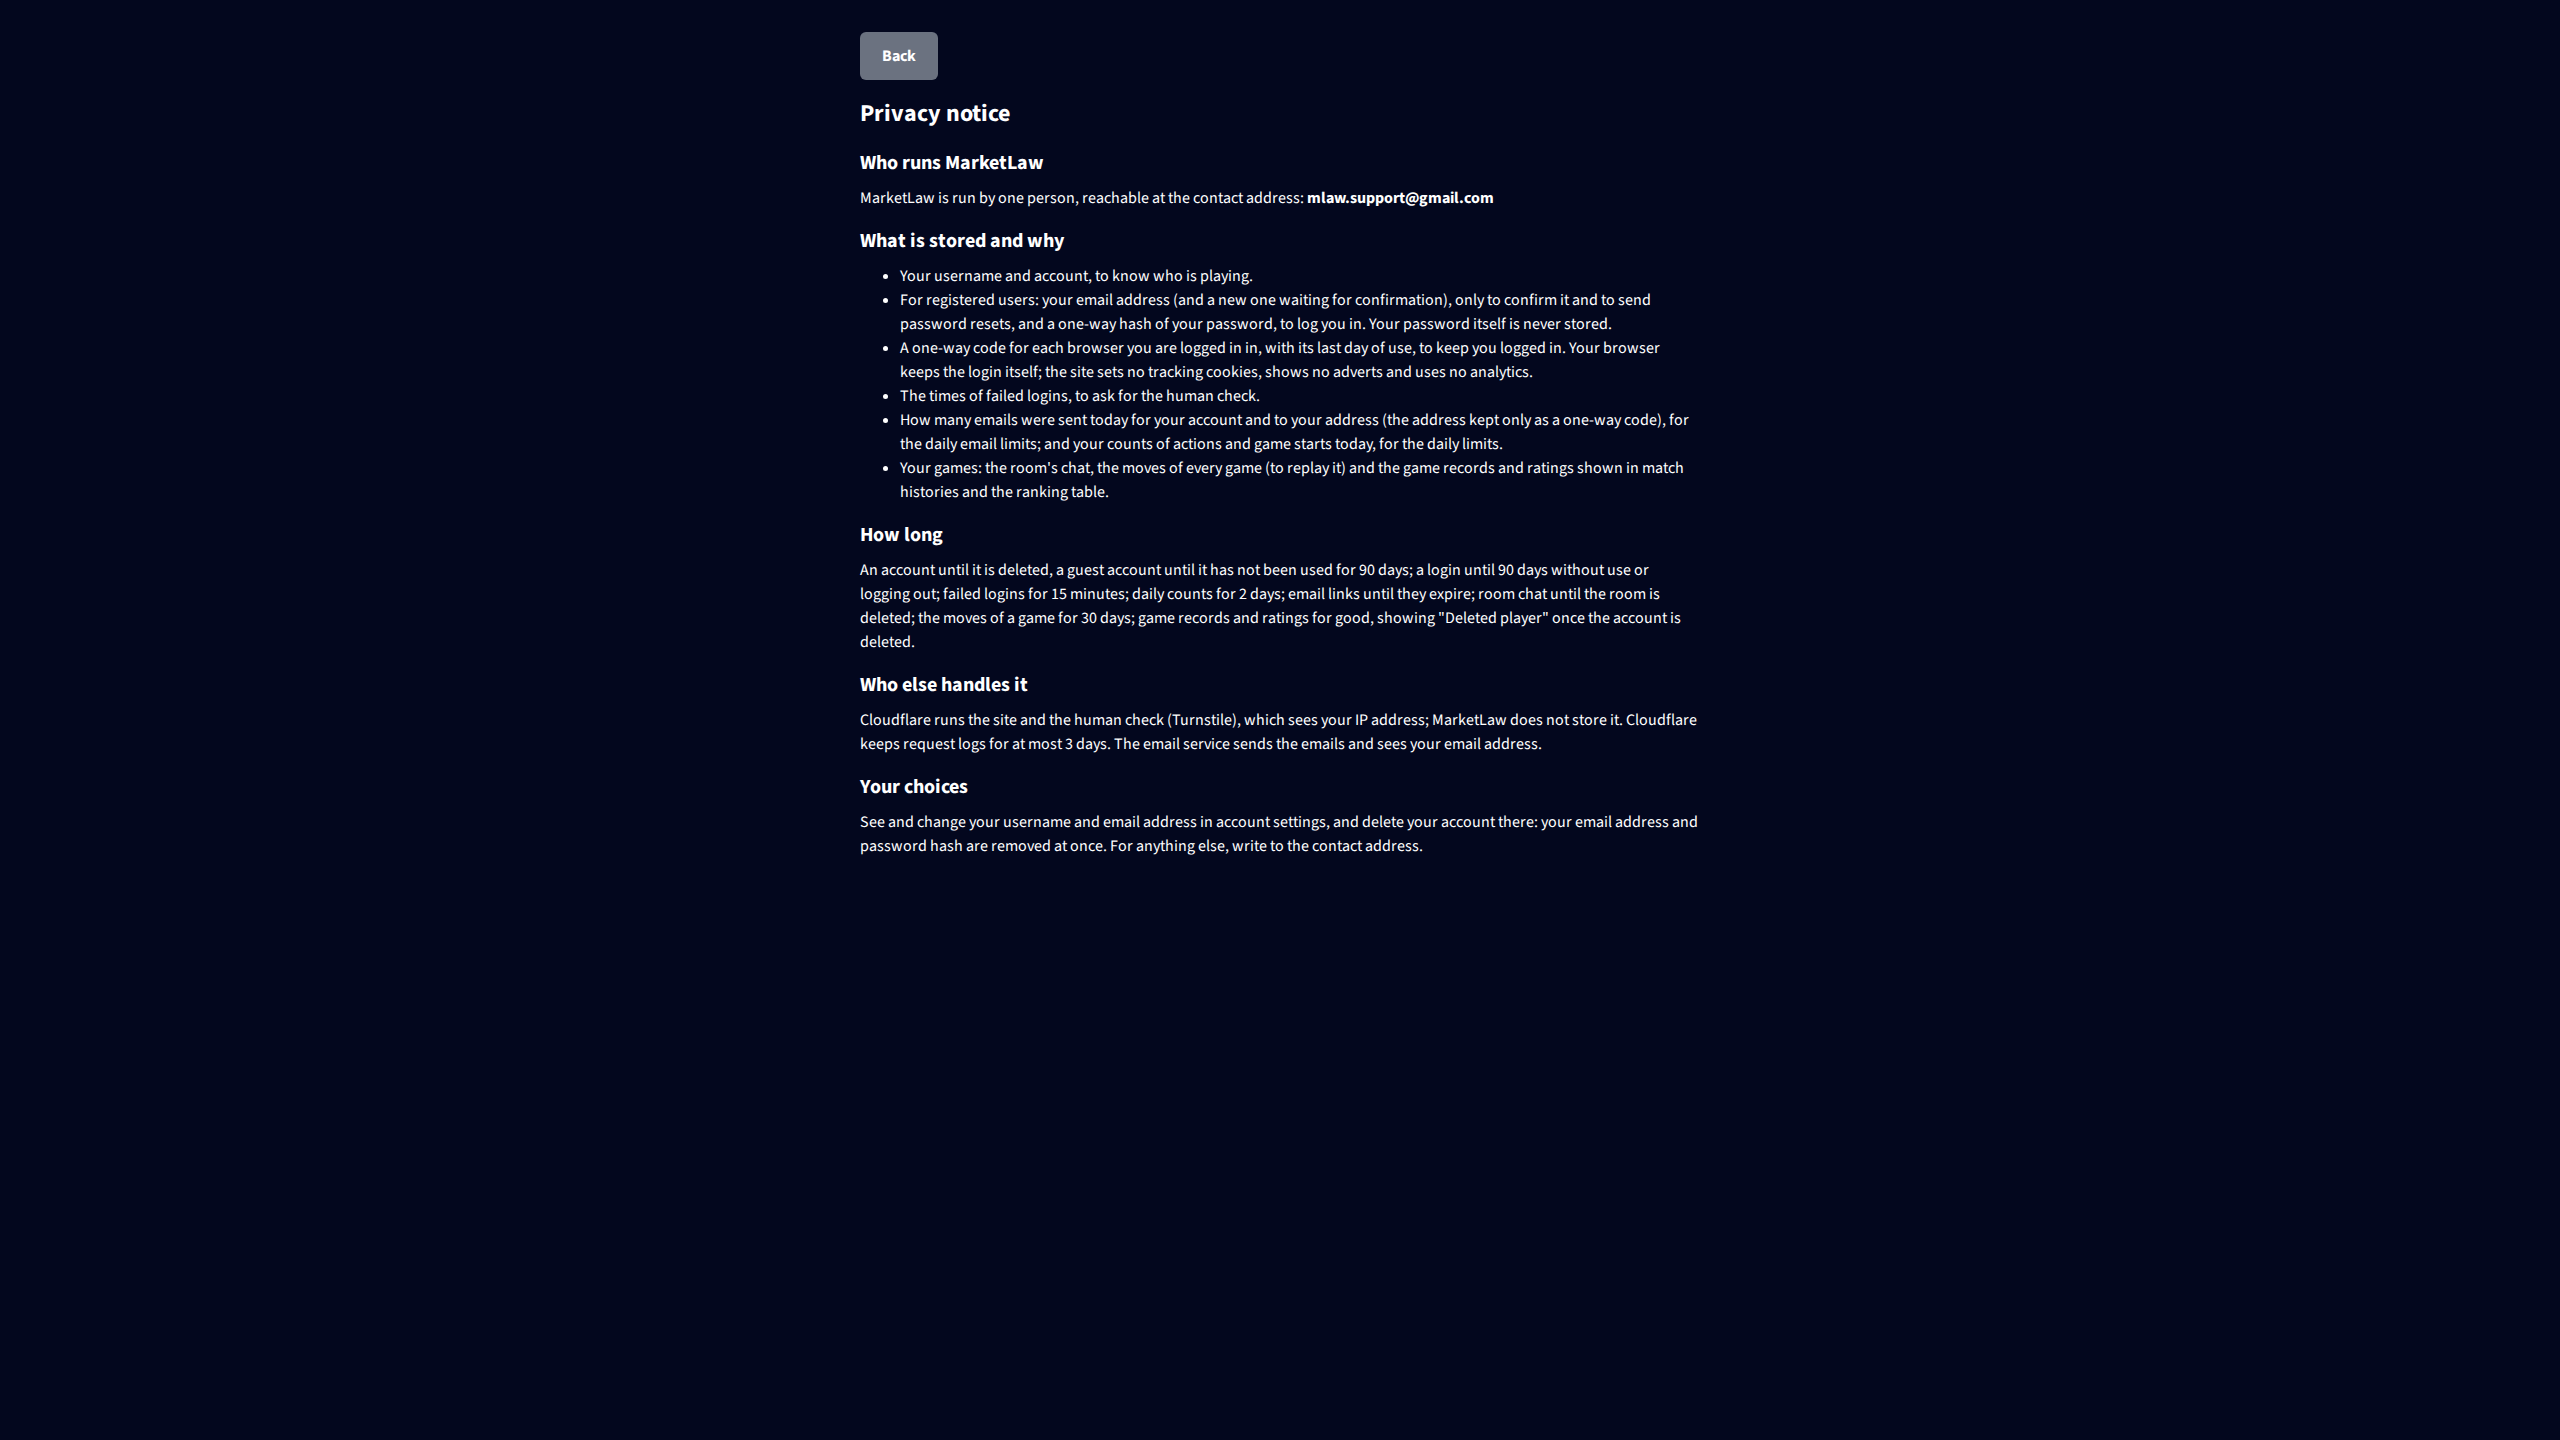 Back
Privacy notice
Who runs MarketLaw
MarketLaw is run by one person, reachable at the contact address: mlaw.support@gmail.com
What is stored and why
• Your username and account, to know who is playing.
• For registered users: your email address (and a new one waiting for confirmation), only to confirm it and to send
password resets, and a one-way hash of your password, to log you in. Your password itself is never stored.
• A one-way code for each browser you are logged in in, with its last day of use, to keep you logged in. Your browser
keeps the login itself; the site sets no tracking cookies, shows no adverts and uses no analytics.
• The times of failed logins, to ask for the human check.
• How many emails were sent today for your account and to your address (the address kept only as a one-way code), for
the daily email limits; and your counts of actions and game starts today, for the daily limits.
• Your games: the room's chat, the moves of every game (to replay it) and the game records and ratings shown in match
histories and the ranking table.
How long
An account until it is deleted, a guest account until it has not been used for 90 days; a login until 90 days without use or
logging out; failed logins for 15 minutes; daily counts for 2 days; email links until they expire; room chat until the room is
deleted; the moves of a game for 30 days; game records and ratings for good, showing "Deleted player" once the account is
deleted.
Who else handles it
Cloudflare runs the site and the human check (Turnstile), which sees your IP address; MarketLaw does not store it. Cloudflare
keeps request logs for at most 3 days. The email service sends the emails and sees your email address.
Your choices
See and change your username and email address in account settings, and delete your account there: your email address and
password hash are removed at once. For anything else, write to the contact address.